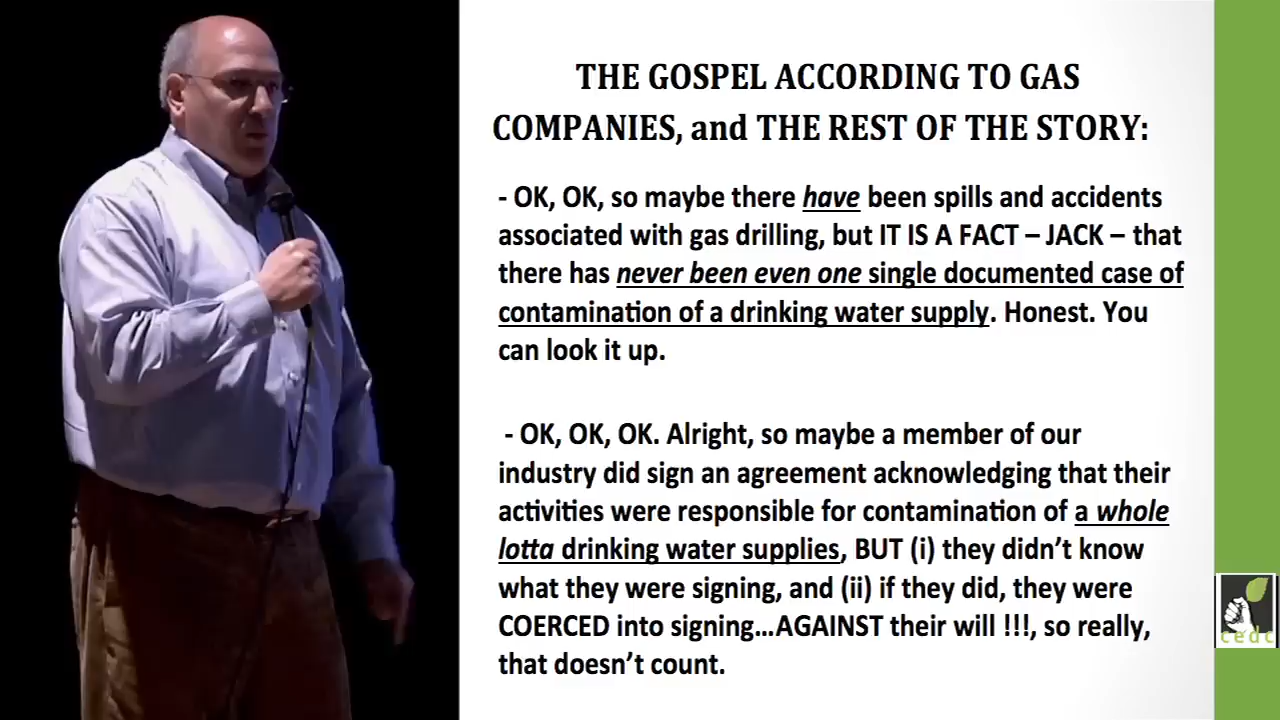 THE GOSPEL ACCORDING TO GAS
COMPANIES, and THE REST OF THE STORY:
- OK, OK, so maybe there have been spills and accidents
associated with gas drilling, but IT IS A FACT – JACK – that
there has never been even one single documented case of
contamination of a drinking water supply. Honest. You
can look it up.
- OK, OK, OK. Alright, so maybe a member of our
industry did sign an agreement acknowledging that their
activities were responsible for contamination of a whole
lotta drinking water supplies, BUT (i) they didn’t know
what they were signing, and (ii) if they did, they were
COERCED into signing…AGAINST their will !!!, so really,
that doesn’t count.
cedc